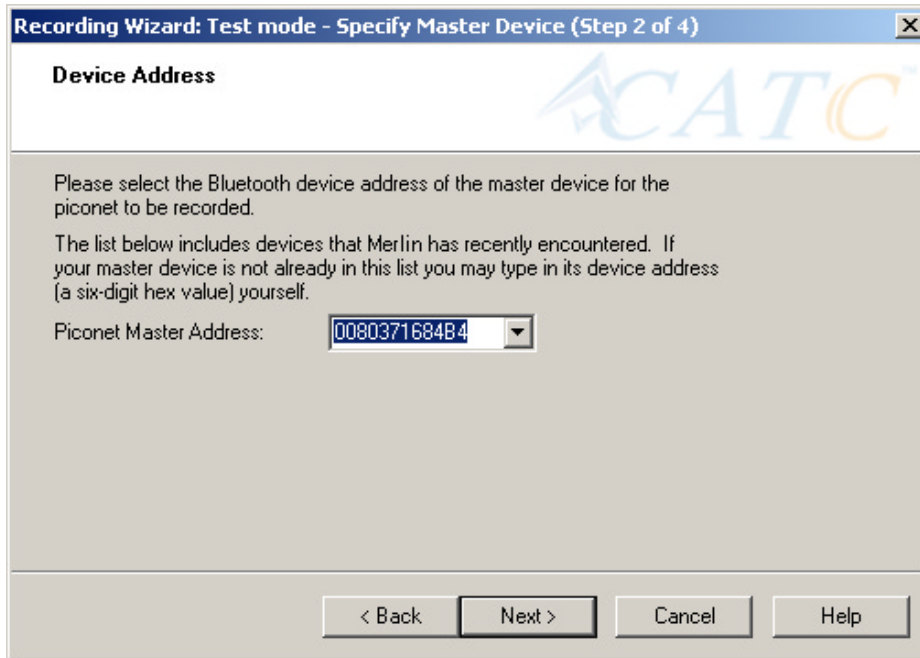 Recording Wizard: Test mode - Specify Master Device (Step 2 of 4)
Device Address
CATC
Please select the Bluetooth device address of the master device for the
piconet to be recorded.
The list below includes devices that Merlin has recently encountered.  If
your master device is not already in this list you may type in its device address
(a six-digit hex value) yourself.
Piconet Master Address: 0080371684B4
< Back Next > Cancel Help